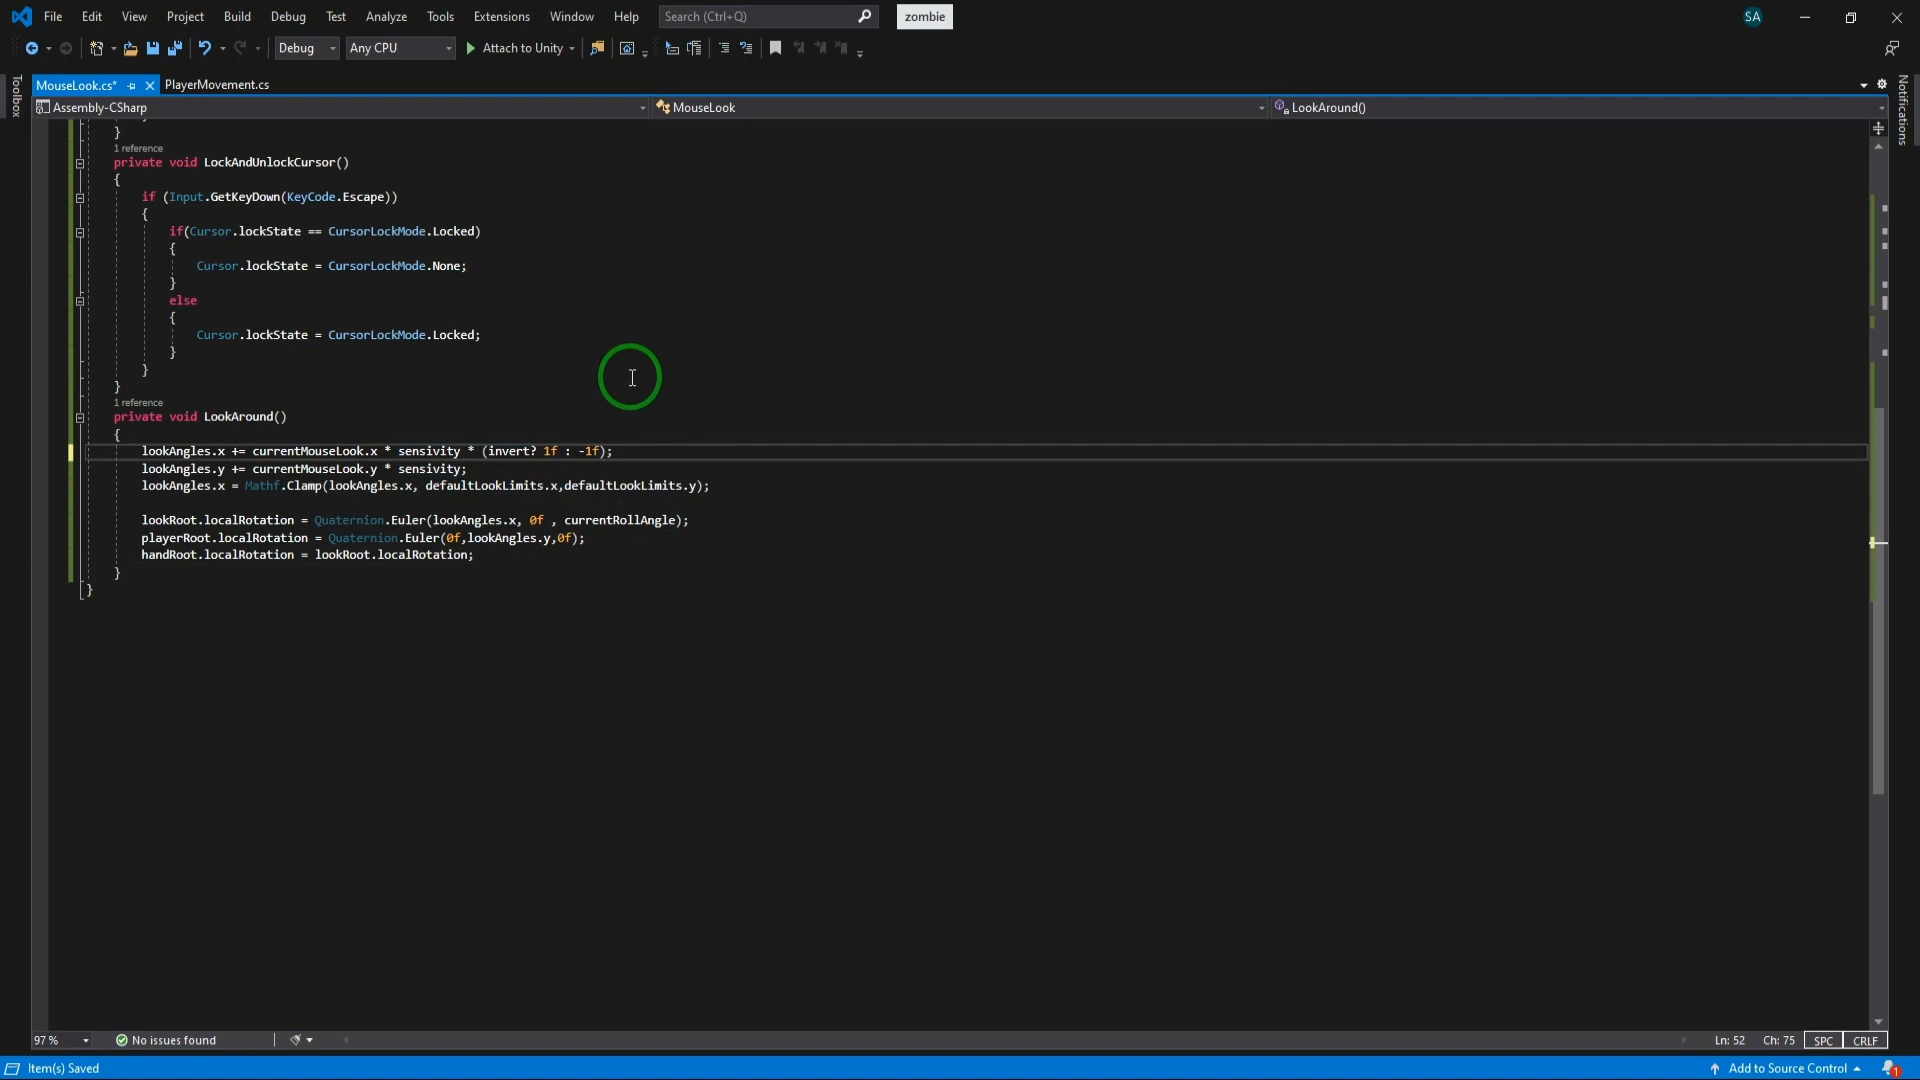 File Edit View Project Build Debug Test Analyze Tools Extensions Window Help Search (Ctrl+Q) zombie SA
Debug Any CPU Attach to Unity
MouseLook.cs* PlayerMovement.cs
Assembly-CSharp MouseLook LookAround()
Toolbox
Notifications
}
1 reference
private void LockAndUnlockCursor()
{
if (Input.GetKeyDown(KeyCode.Escape))
{
if(Cursor.lockState == CursorLockMode.Locked)
{
Cursor.lockState = CursorLockMode.None;
}
else
{
Cursor.lockState = CursorLockMode.Locked;
}
}
}
1 reference
private void LookAround()
{
lookAngles.x += currentMouseLook.x * sensivity * (invert? 1f : -1f);
lookAngles.y += currentMouseLook.y * sensivity;
lookAngles.x = Mathf.Clamp(lookAngles.x, defaultLookLimits.x,defaultLookLimits.y);
lookRoot.localRotation = Quaternion.Euler(lookAngles.x, 0f , currentRollAngle);
playerRoot.localRotation = Quaternion.Euler(0f,lookAngles.y,0f);
handRoot.localRotation = lookRoot.localRotation;
}
}
97 % No issues found Ln: 52 Ch: 75 SPC CRLF
Item(s) Saved Add to Source Control 1